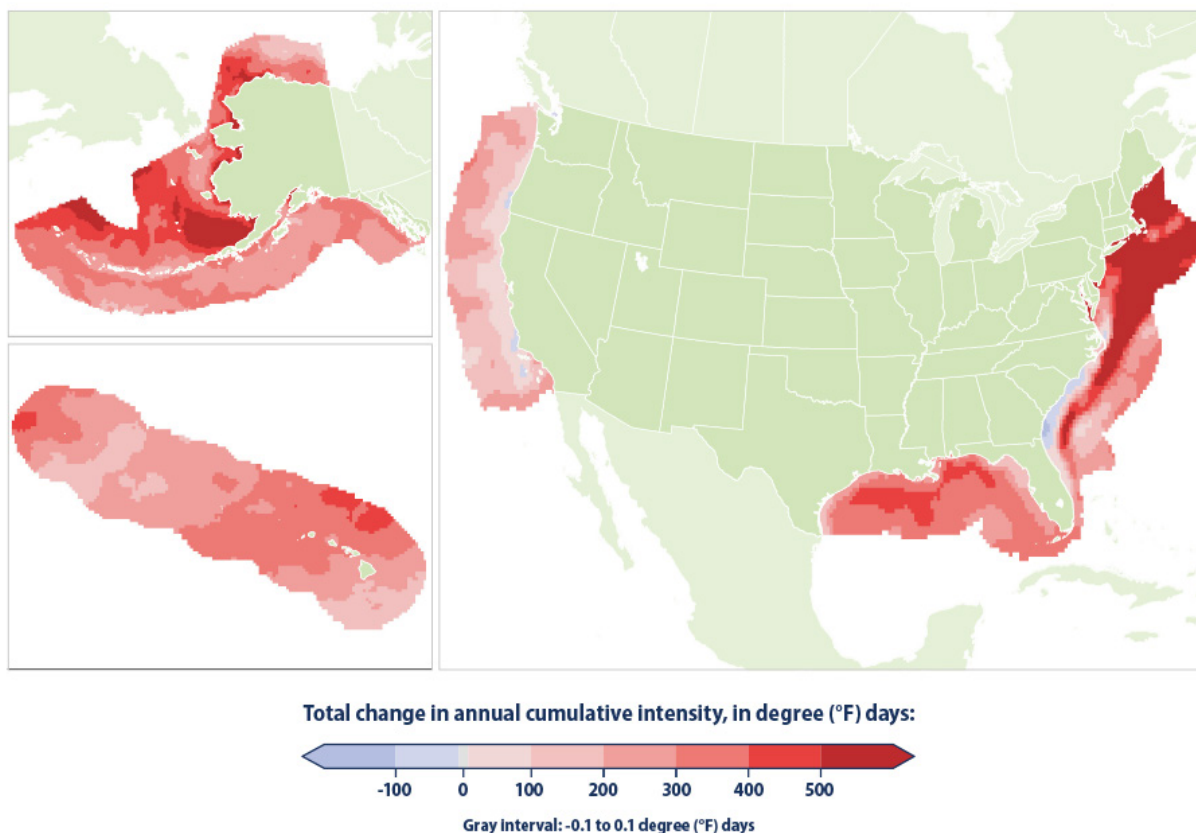 Total change in annual cumulative intensity, in degree (°F) days:
-100 0 100 200 300 400 500
Gray interval: -0.1 to 0.1 degree (°F) days